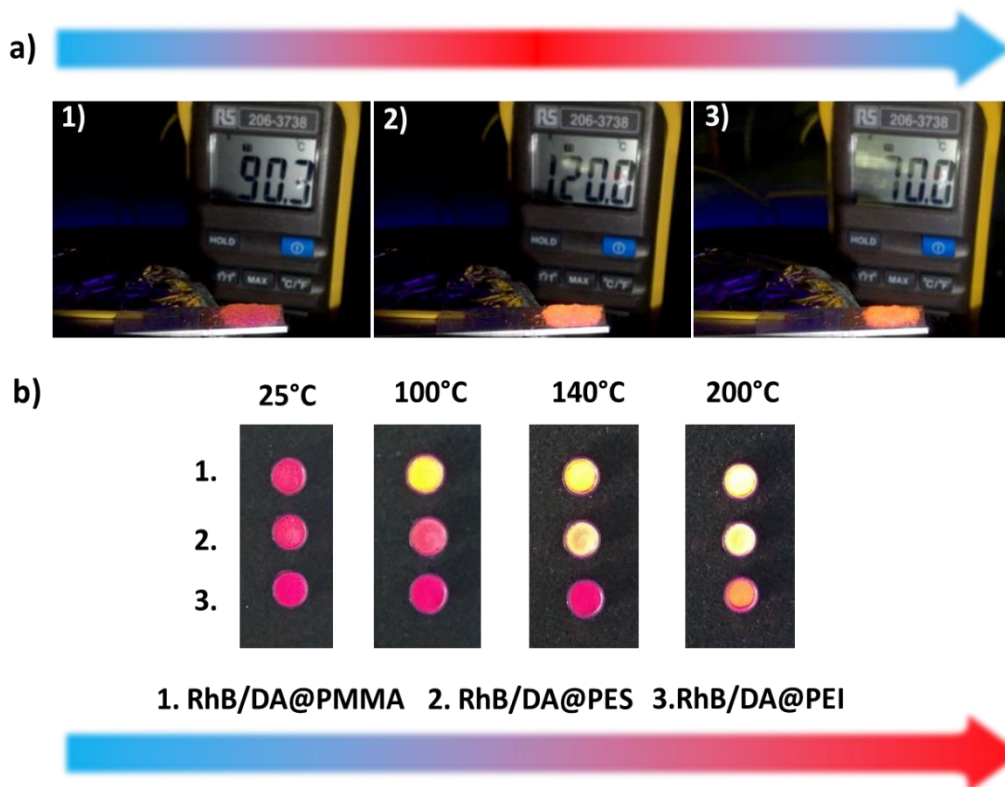 a)
1)
2)
3)
RS 206-3738
RS 206-3738
RS 206-3738
°C
°C
°C
90.3
120.0
70.0
HOLD
HOLD
HOLD
MAX °C/°F
MAX °C/°F
MAX °C/°F
b)
25°C 100°C 140°C 200°C
1.
2.
3.
1. RhB/DA@PMMA 2. RhB/DA@PES 3.RhB/DA@PEI